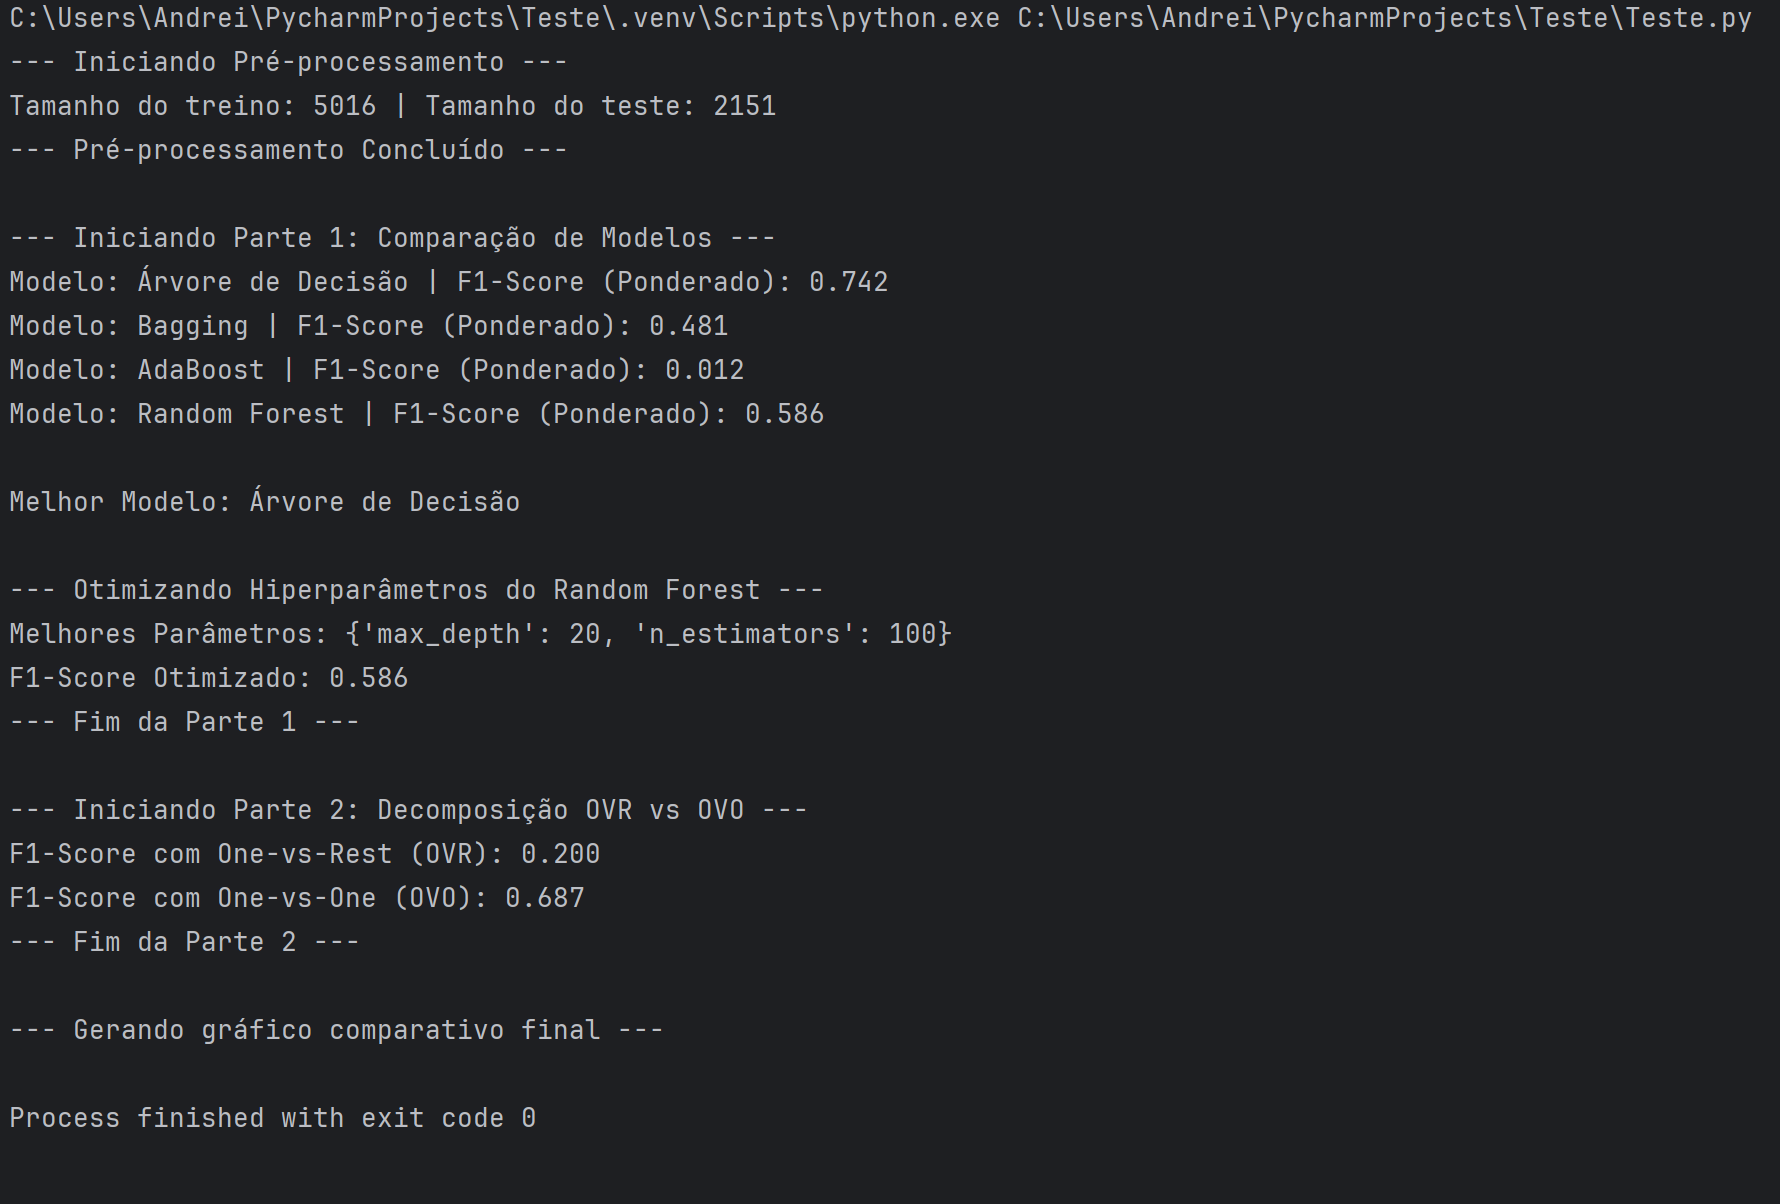 C:\Users\Andrei\PycharmProjects\Teste\.venv\Scripts\python.exe C:\Users\Andrei\PycharmProjects\Teste\Teste.py
--- Iniciando Pré-processamento ---
Tamanho do treino: 5016 | Tamanho do teste: 2151
--- Pré-processamento Concluído ---
--- Iniciando Parte 1: Comparação de Modelos ---
Modelo: Árvore de Decisão | F1-Score (Ponderado): 0.742
Modelo: Bagging | F1-Score (Ponderado): 0.481
Modelo: AdaBoost | F1-Score (Ponderado): 0.012
Modelo: Random Forest | F1-Score (Ponderado): 0.586
Melhor Modelo: Árvore de Decisão
--- Otimizando Hiperparâmetros do Random Forest ---
Melhores Parâmetros: {'max_depth': 20, 'n_estimators': 100}
F1-Score Otimizado: 0.586
--- Fim da Parte 1 ---
--- Iniciando Parte 2: Decomposição OVR vs OVO ---
F1-Score com One-vs-Rest (OVR): 0.200
F1-Score com One-vs-One (OVO): 0.687
--- Fim da Parte 2 ---
--- Gerando gráfico comparativo final ---
Process finished with exit code 0